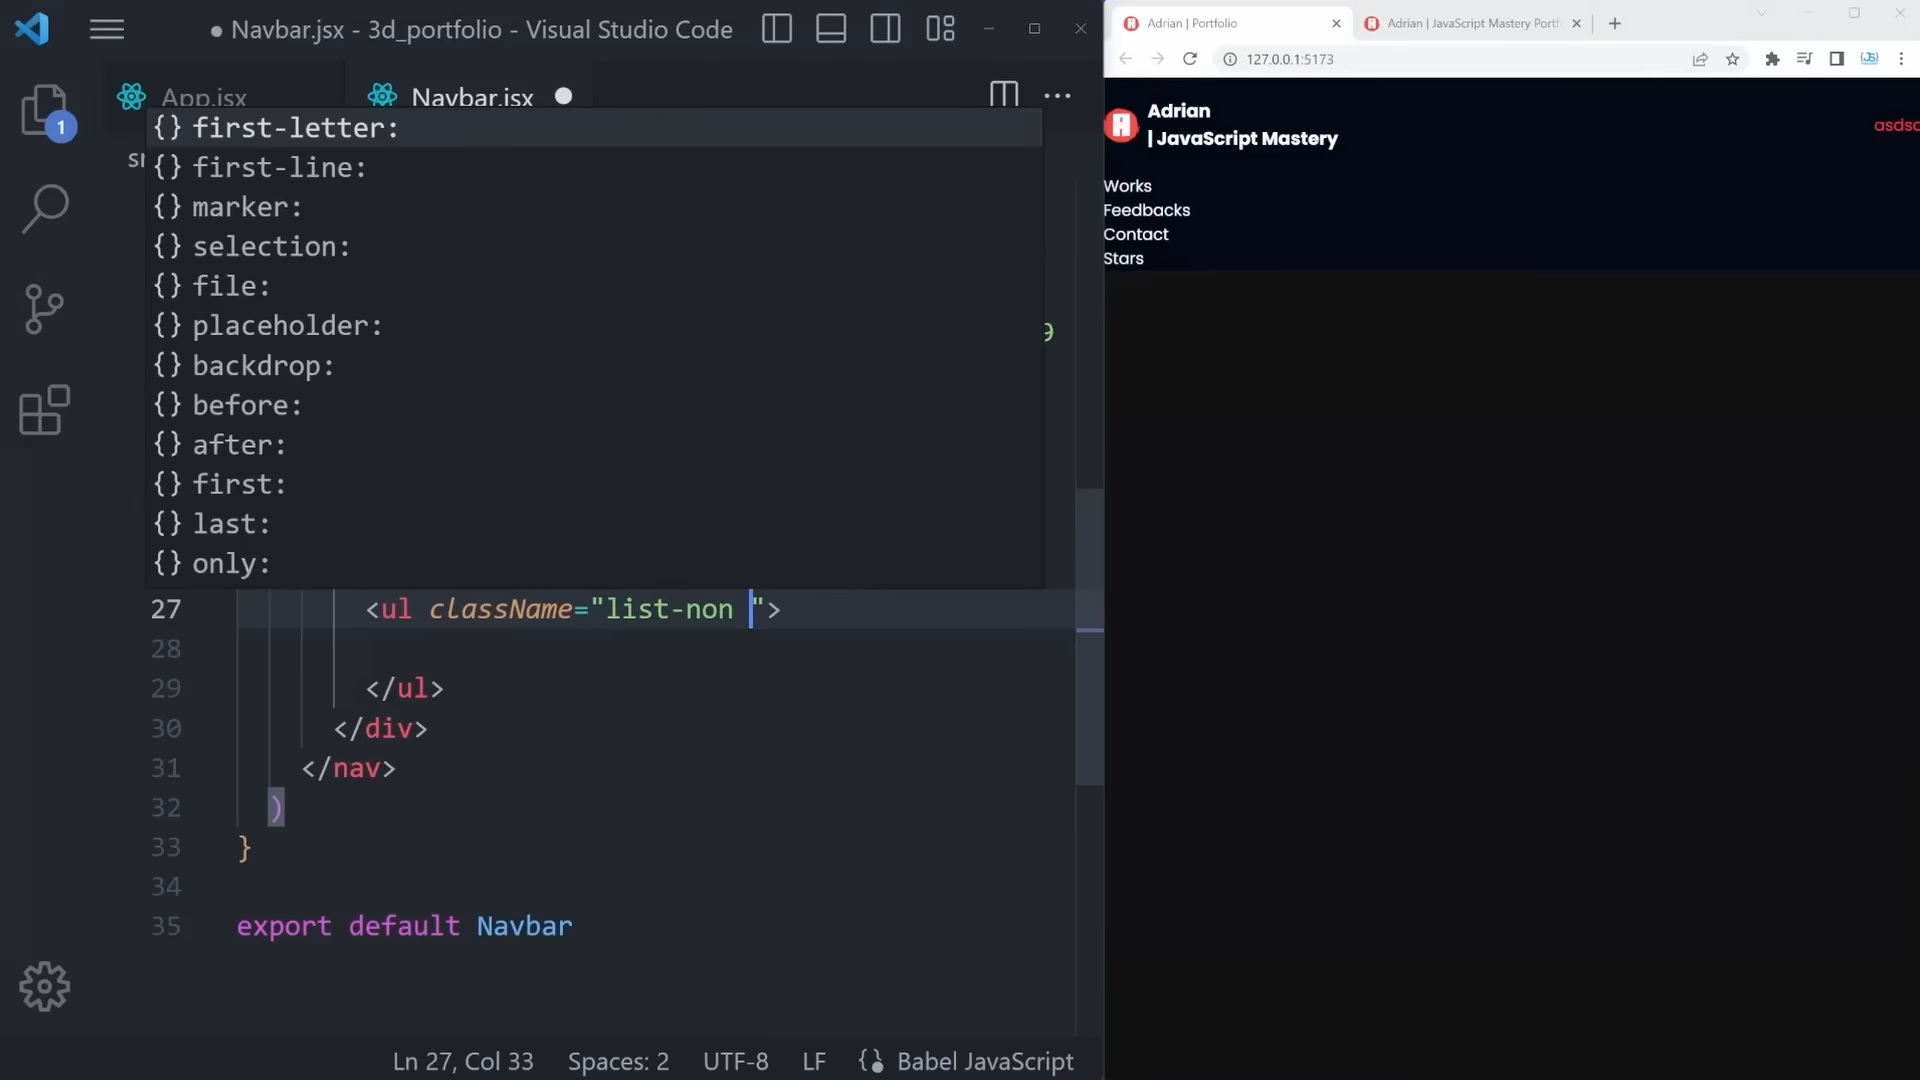 Navbar.jsx - 3d_portfolio - Visual Studio Code
App.jsx
Navbar.jsx
1
{} first-letter:
{} first-line:
{} marker:
{} selection:
{} file:
{} placeholder:
{} backdrop:
{} before:
{} after:
{} first:
{} last:
{} only:
27 <ul className="list-non ">
28
29 </ul>
30 </div>
31 </nav>
32 )
33 }
34
35 export default Navbar
Ln 27, Col 33 Spaces: 2 UTF-8 LF {} Babel JavaScript
Adrian | Portfolio
Adrian | JavaScript Mastery Portf
127.0.0.1:5173
Adrian
| JavaScript Mastery
Works
Feedbacks
Contact
Stars